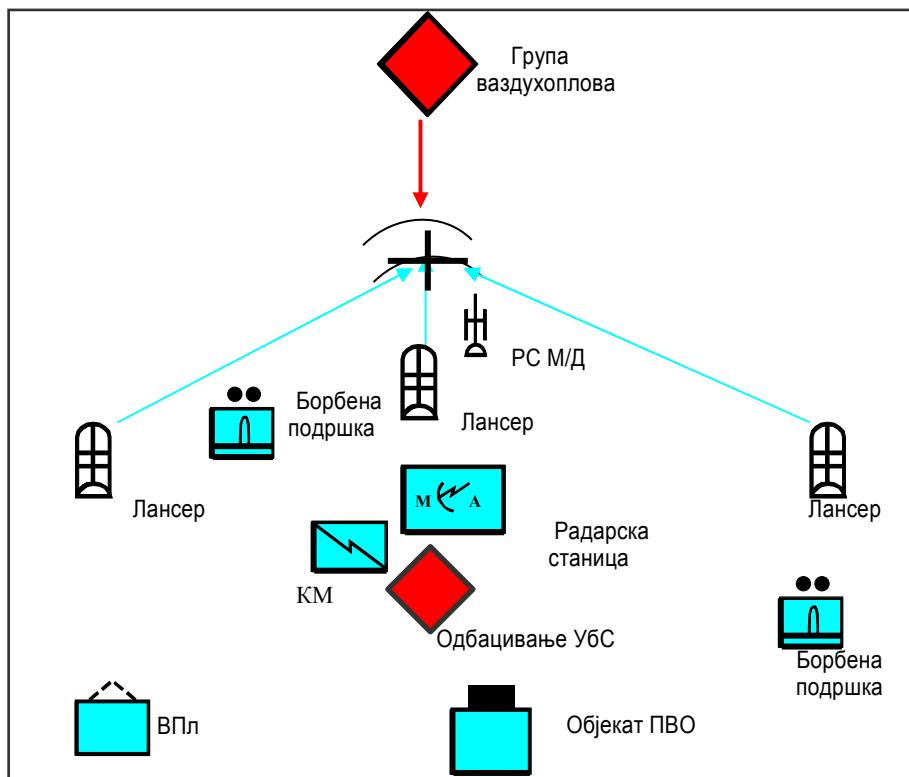 Група
ваздухоплова
РС М/Д
Борбена
подршка
Лансер
Лансер
Лансер
М А
Радарска
станица
КМ
Одбацивање УбС
Борбена
подршка
ВПл
Објекат ПВО